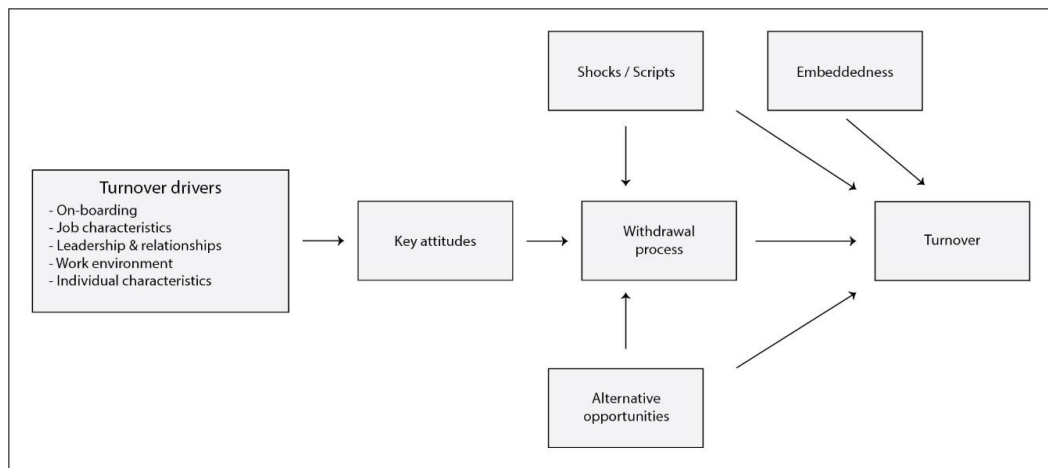 Shocks / Scripts
Embeddedness
Turnover drivers
- On-boarding
- Job characteristics
- Leadership & relationships
- Work environment
- Individual characteristics
Key attitudes
Withdrawal
process
Turnover
Alternative
opportunities